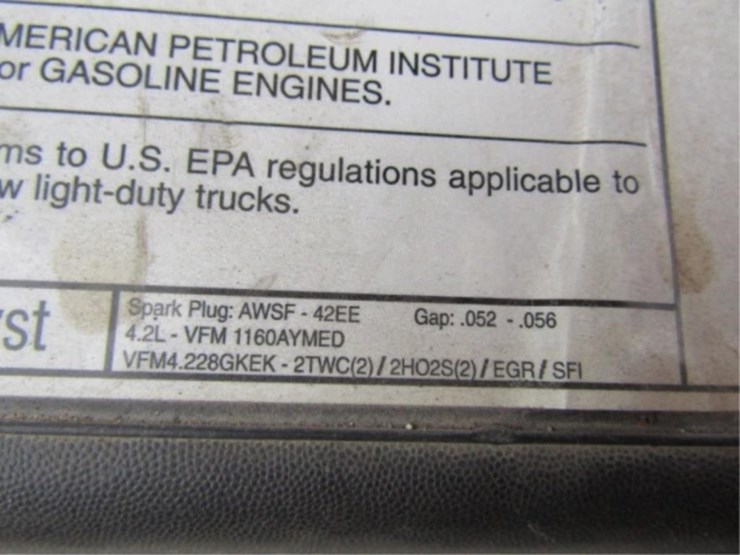 MERICAN PETROLEUM INSTITUTE
or GASOLINE ENGINES.
ms to U.S. EPA regulations applicable to
w light-duty trucks.
st
Spark Plug: AWSF - 42EE Gap: .052 - .056
4.2L - VFM 1160AYMED
VFM4.228GKEK - 2TWC(2) / 2HO2S(2) / EGR / SFI